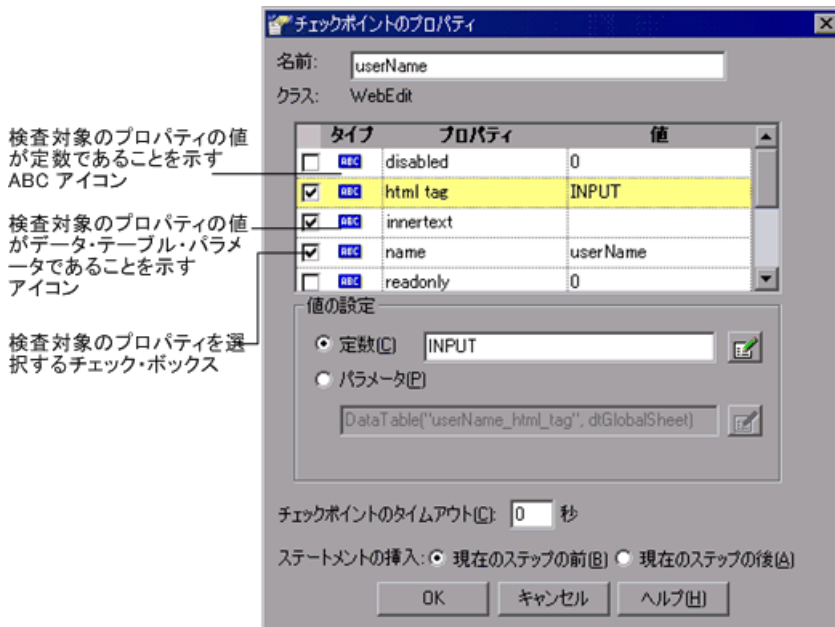 チェックポイントのプロパティ
名前: userName
クラス: WebEdit
検査対象のプロパティの値
が定数であることを示す
ABC アイコン
検査対象のプロパティの値
がデータ・テーブル・パラメ
ータであることを示す
アイコン
検査対象のプロパティを選
択するチェック・ボックス
タイプ プロパティ 値
ABC disabled 0
ABC html tag INPUT
ABC innertext
ABC name userName
ABC readonly 0
値の設定
定数(C) INPUT
パラメータ(P)
DataTable("userName_html_tag", dtGlobalSheet)
チェックポイントのタイムアウト(C): 0 秒
ステートメントの挿入: 現在のステップの前(B) 現在のステップの後(A)
OK キャンセル ヘルプ(H)